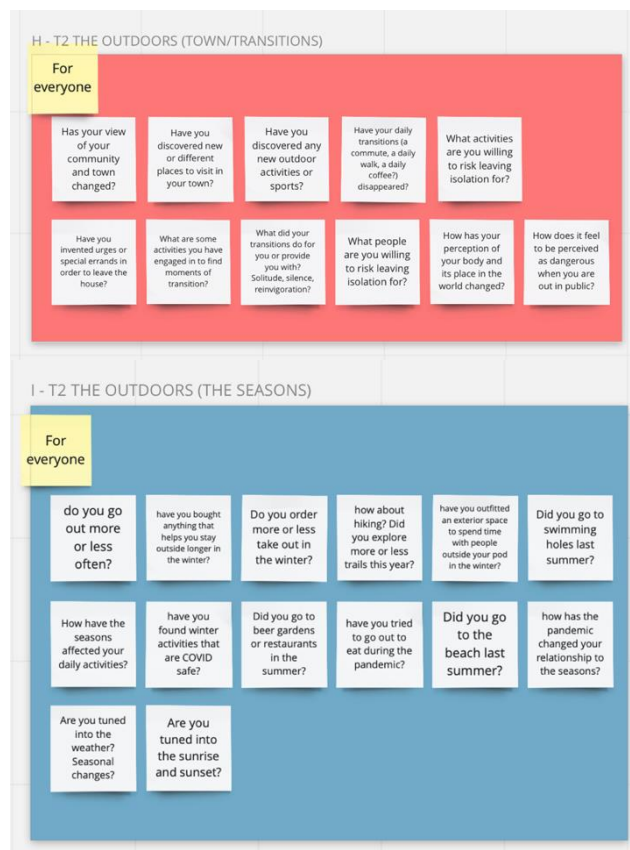 H - T2 THE OUTDOORS (TOWN/TRANSITIONS)
For
everyone
Has your view
of your
community
and town
changed?
Have you
discovered new
or different
places to visit in
your town?
Have you
discovered any
new outdoor
activities or
sports?
Have your daily
transitions (a
commute, a daily
walk, a daily
coffee?)
disappeared?
What activities
are you willing
to risk leaving
isolation for?
Have you
invented urges or
special errands in
order to leave the
house?
What are some
activities you have
engaged in to find
moments of
transition?
What did your
transitions do for
you or provide
you with?
Solitude, silence,
reinvigoration?
What people
are you willing
to risk leaving
isolation for?
How has your
perception of
your body and
its place in the
world changed?
How does it feel
to be perceived
as dangerous
when you are
out in public?
I - T2 THE OUTDOORS (THE SEASONS)
For
everyone
do you go
out more
or less
often?
have you bought
anything that
helps you stay
outside longer in
the winter?
Do you order
more or less
take out in
the winter?
how about
hiking? Did
you explore
more or less
trails this year?
have you outfitted
an exterior space
to spend time
with people
outside your pod
in the winter?
Did you go to
swimming
holes last
summer?
How have the
seasons
affected your
daily activities?
have you
found winter
activities that
are COVID
safe?
Did you go to
beer gardens
or restaurants
in the
summer?
have you tried
to go out to
eat during the
pandemic?
Did you go
to the
beach last
summer?
how has the
pandemic
changed your
relationship to
the seasons?
Are you tuned
into the
weather?
Seasonal
changes?
Are you
tuned into
the sunrise
and sunset?